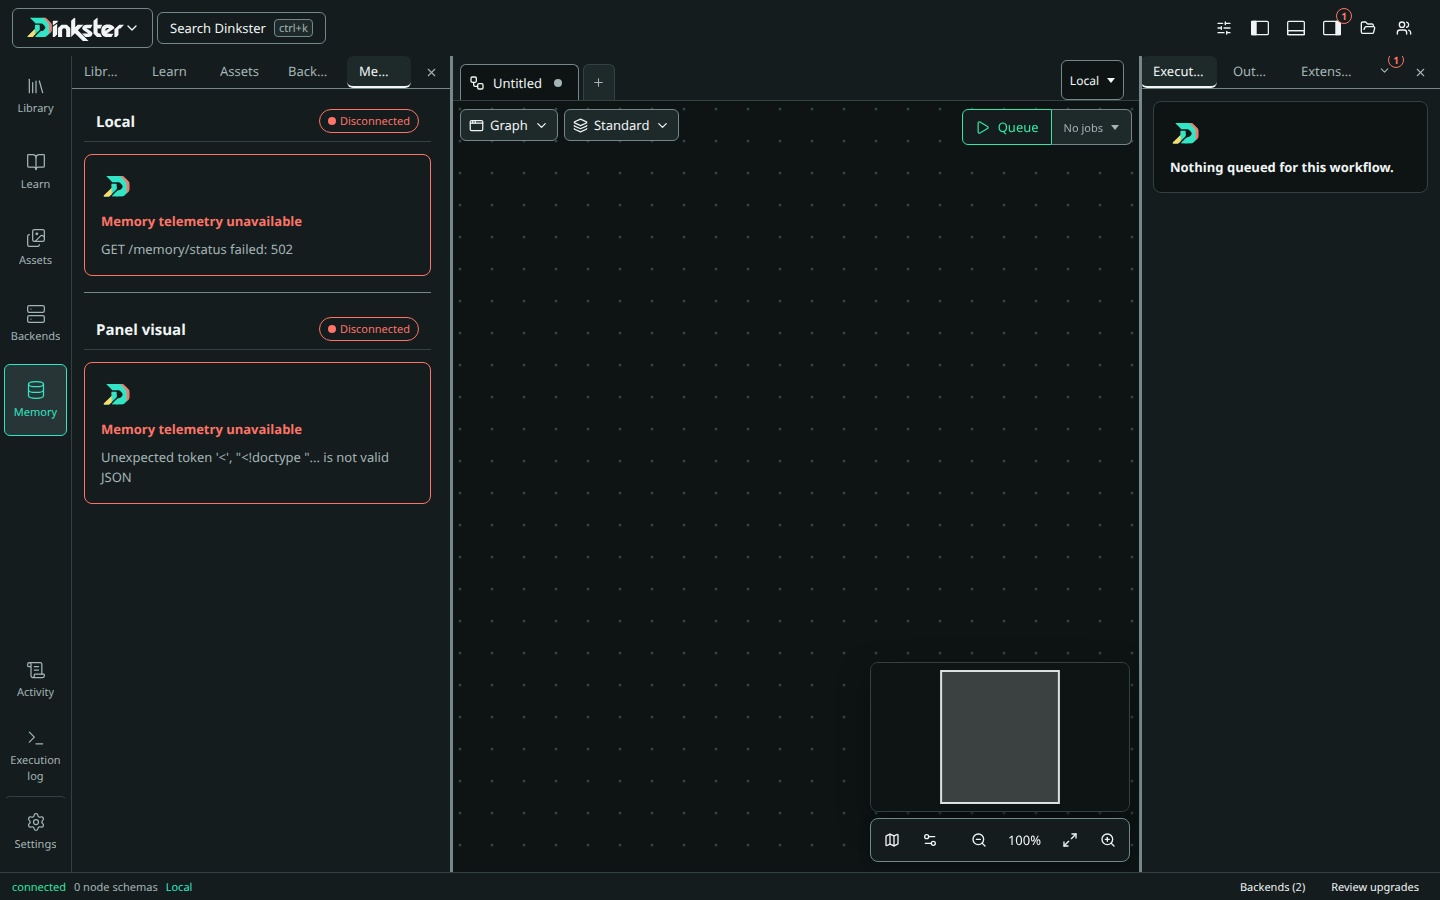 Dinkster
Search Dinkster ctrl+k
1
Library
Learn
Assets
Backends
Memory
Activity
Execution
log
Settings
Libr...
Learn
Assets
Back...
Me...
Local
Disconnected
Memory telemetry unavailable
GET /memory/status failed: 502
Panel visual
Disconnected
Memory telemetry unavailable
Unexpected token '<', "<!doctype "... is not valid
JSON
Untitled
Local
Graph
Standard
Queue
No jobs
100%
Execut...
Out...
Extens...
1
Nothing queued for this workflow.
connected 0 node schemas Local
Backends (2)
Review upgrades